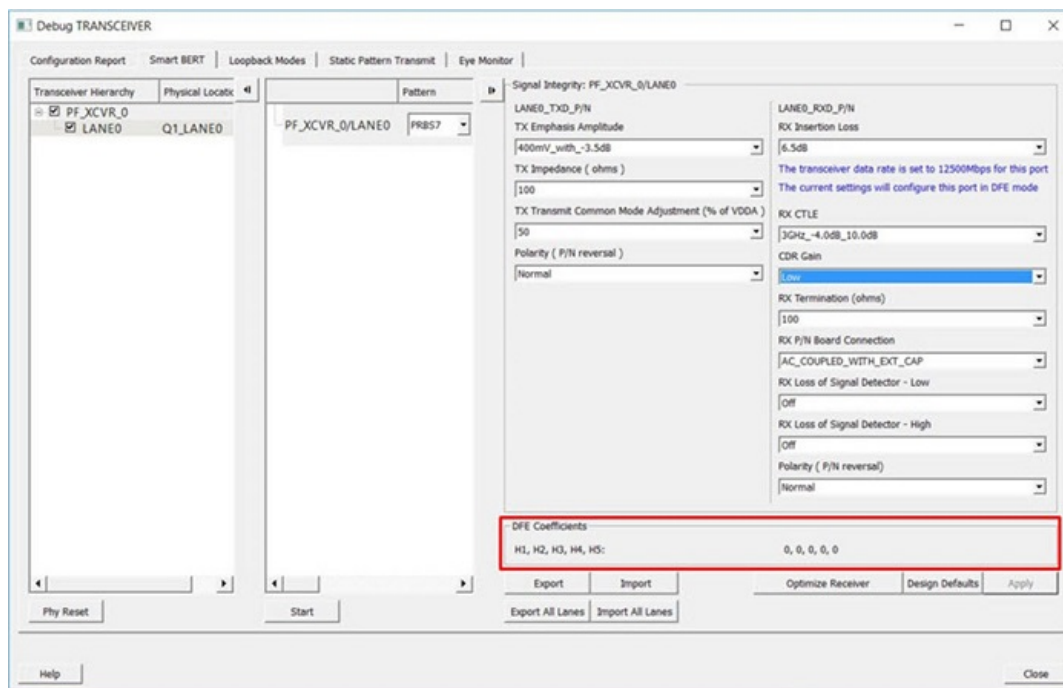 Debug TRANSCEIVER
Configuration Report Smart BERT Loopback Modes Static Pattern Transmit Eye Monitor
Transceiver Hierarchy Physical Locatic
PF_XCVR_0
LANE0 Q1_LANE0
Pattern
PF_XCVR_0/LANE0 PRBS7
Signal Integrity: PF_XCVR_0/LANE0
LANE0_TXD_P/N
TX Emphasis Amplitude
400mV_with_-3.5dB
TX Impedance ( ohms )
100
TX Transmit Common Mode Adjustment (% of VDDA )
50
Polarity ( P/N reversal )
Normal
LANE0_RXD_P/N
RX Insertion Loss
6.5dB
The transceiver data rate is set to 12500Mbps for this port
The current settings will configure this port in DFE mode
RX CTLE
3GHz_-4.0dB_10.0dB
CDR Gain
Low
RX Termination (ohms)
100
RX P/N Board Connection
AC_COUPLED_WITH_EXT_CAP
RX Loss of Signal Detector - Low
Off
RX Loss of Signal Detector - High
Off
Polarity ( P/N reversal)
Normal
DFE Coefficients
H1, H2, H3, H4, H5: 0, 0, 0, 0, 0
Export Import Optimize Receiver Design Defaults Apply
Phy Reset Start Export All Lanes Import All Lanes
Help Close